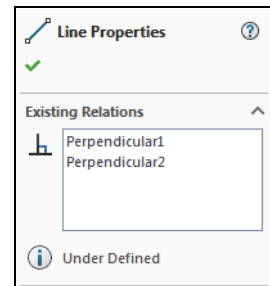 Line Properties
Existing Relations
Perpendicular1
Perpendicular2
Under Defined